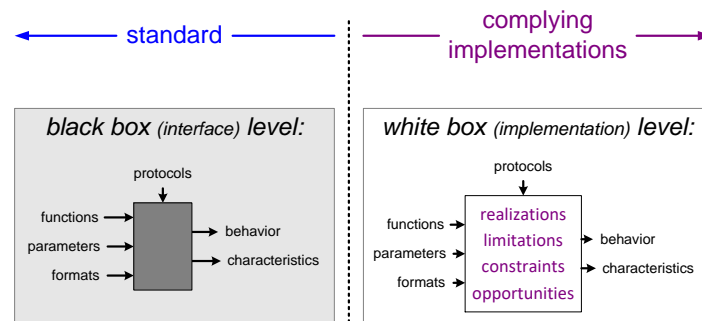 standard
complying
implementations
black box (interface) level:
protocols
functions
parameters
formats
behavior
characteristics
white box (implementation) level:
protocols
functions
parameters
formats
realizations
limitations
constraints
opportunities
behavior
characteristics